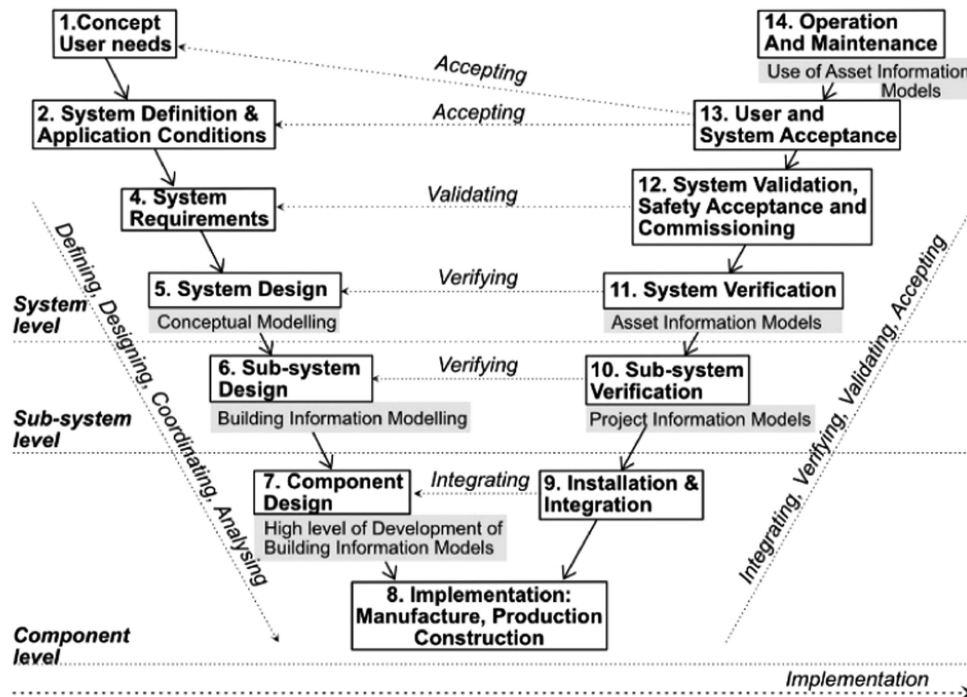 1.Concept
User needs
14. Operation
And Maintenance
Use of Asset Information
Models
Accepting
2. System Definition &
Application Conditions
Accepting
13. User and
System Acceptance
4. System
Requirements
Validating
12. System Validation,
Safety Acceptance and
Commissioning
Defining, Designing, Coordinating, Analysing
Integrating, Verifying, Validating, Accepting
System
level
5. System Design
Conceptual Modelling
Verifying
11. System Verification
Asset Information Models
Sub-system
level
6. Sub-system
Design
Building Information Modelling
Verifying
10. Sub-system
Verification
Project Information Models
7. Component
Design
High level of Development of
Building Information Models
Integrating
9. Installation &
Integration
8. Implementation:
Manufacture, Production
Construction
Component
level
Implementation